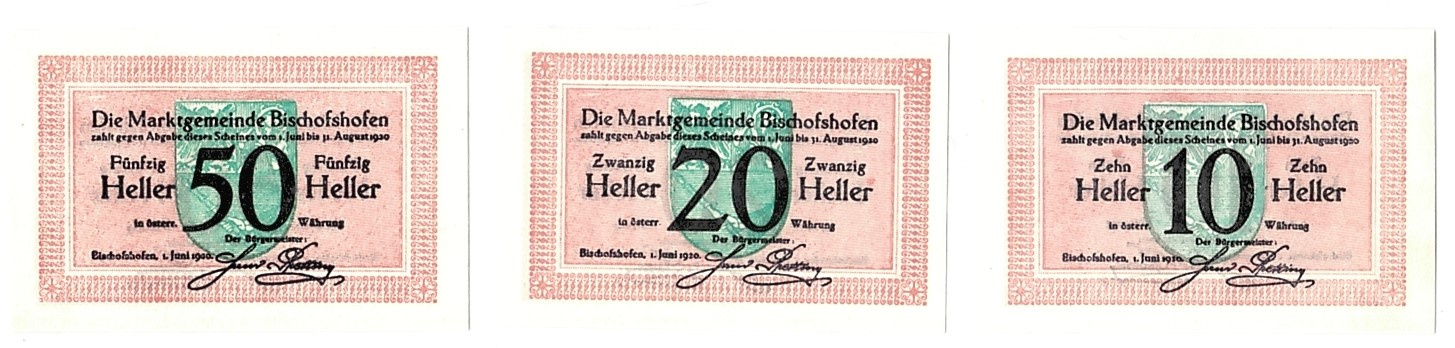 Die Marktgemeinde Bischofshofen
zahlt gegen Abgabe dieses Scheines vom 1. Juni bis 31. August 1920
Fünfzig 50 Fünfzig
Heller Heller
in österr. Währung
Der Bürgermeister:
Bischofshofen, 1. Juni 1920.
Die Marktgemeinde Bischofshofen
zahlt gegen Abgabe dieses Scheines vom 1. Juni bis 31. August 1920
Zwanzig 20 Zwanzig
Heller Heller
in österr. Währung
Der Bürgermeister:
Bischofshofen, 1. Juni 1920.
Die Marktgemeinde Bischofshofen
zahlt gegen Abgabe dieses Scheines vom 1. Juni bis 31. August 1920
Zehn 10 Zehn
Heller Heller
in österr. Währung
Der Bürgermeister:
Bischofshofen, 1. Juni 1920.